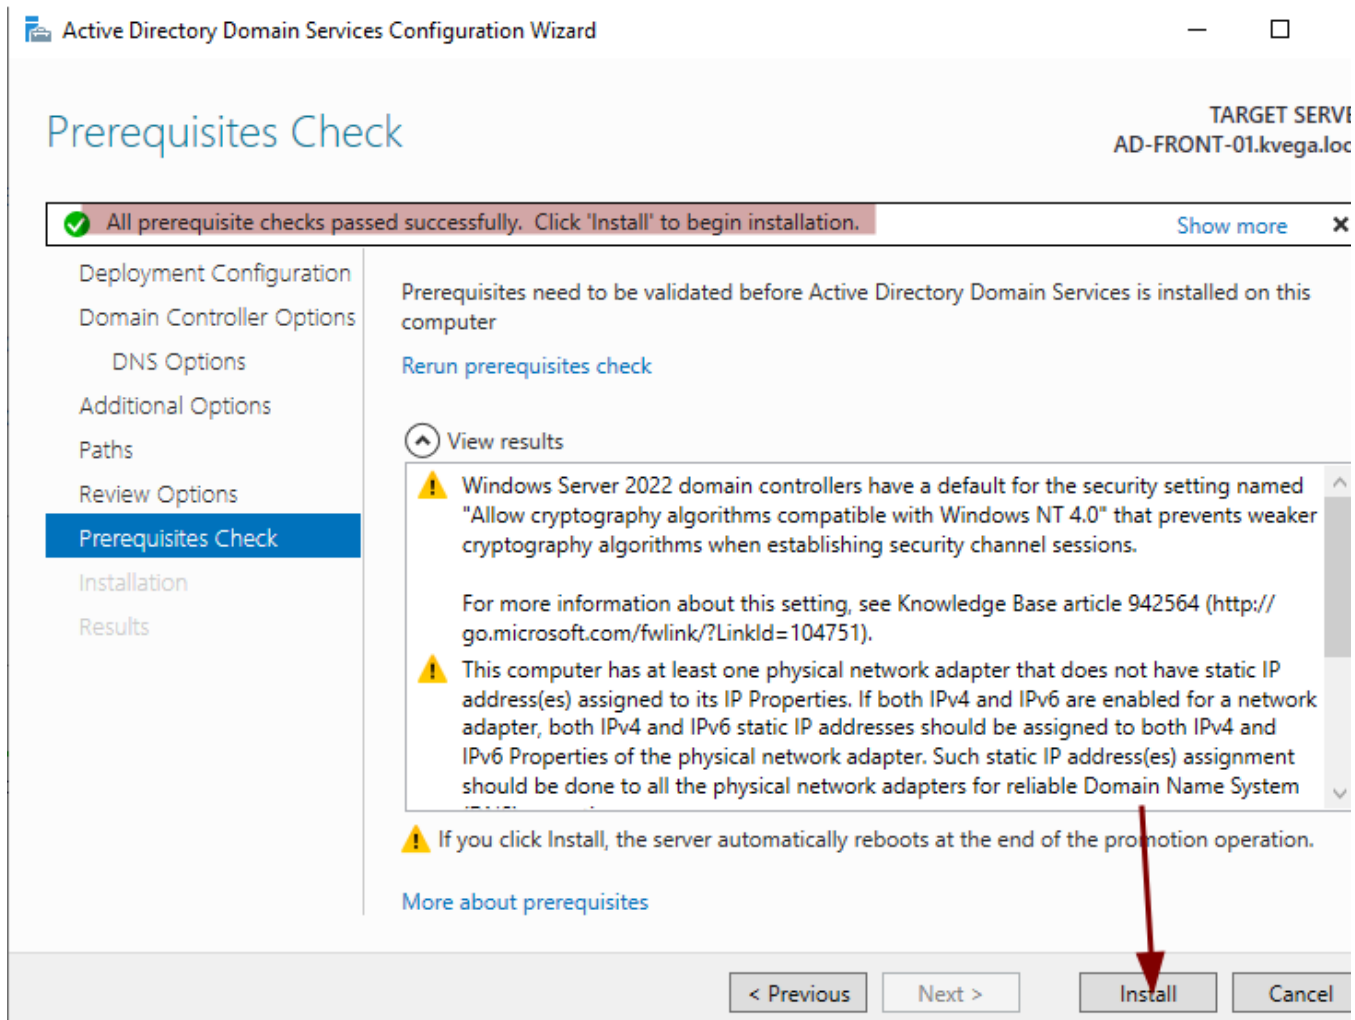 Active Directory Domain Services Configuration Wizard
Prerequisites Check
TARGET SERVE
AD-FRONT-01.kvega.loc
All prerequisite checks passed successfully. Click 'Install' to begin installation.
Show more
Deployment Configuration
Domain Controller Options
DNS Options
Additional Options
Paths
Review Options
Prerequisites Check
Installation
Results
Prerequisites need to be validated before Active Directory Domain Services is installed on this
computer
Rerun prerequisites check
View results
Windows Server 2022 domain controllers have a default for the security setting named
"Allow cryptography algorithms compatible with Windows NT 4.0" that prevents weaker
cryptography algorithms when establishing security channel sessions.
For more information about this setting, see Knowledge Base article 942564 (http://
go.microsoft.com/fwlink/?LinkId=104751).
This computer has at least one physical network adapter that does not have static IP
address(es) assigned to its IP Properties. If both IPv4 and IPv6 are enabled for a network
adapter, both IPv4 and IPv6 static IP addresses should be assigned to both IPv4 and
IPv6 Properties of the physical network adapter. Such static IP address(es) assignment
should be done to all the physical network adapters for reliable Domain Name System
If you click Install, the server automatically reboots at the end of the promotion operation.
More about prerequisites
< Previous
Next >
Install
Cancel